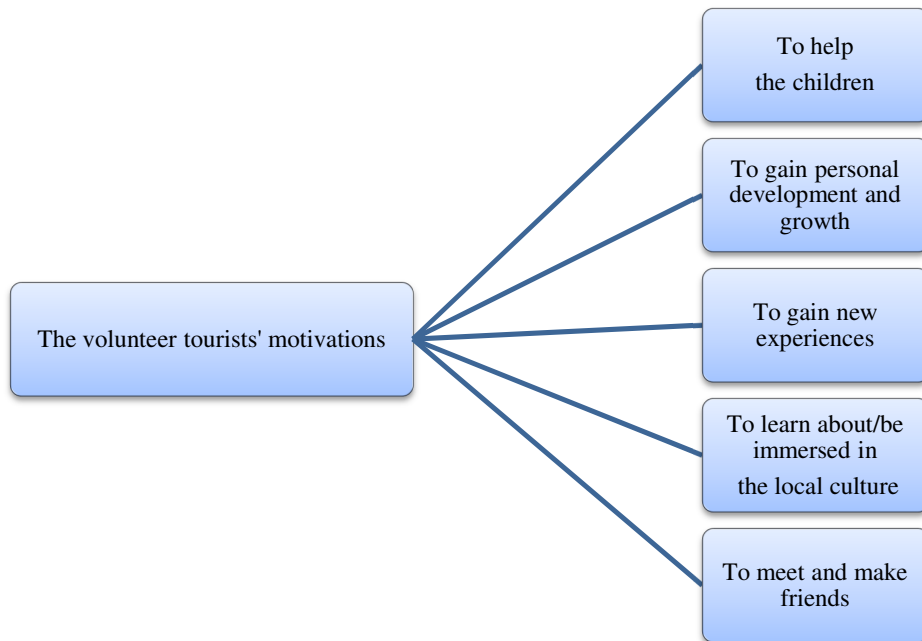 To help
the children
To gain personal
development and
growth
The volunteer tourists' motivations
To gain new
experiences
To learn about/be
immersed in
the local culture
To meet and make
friends